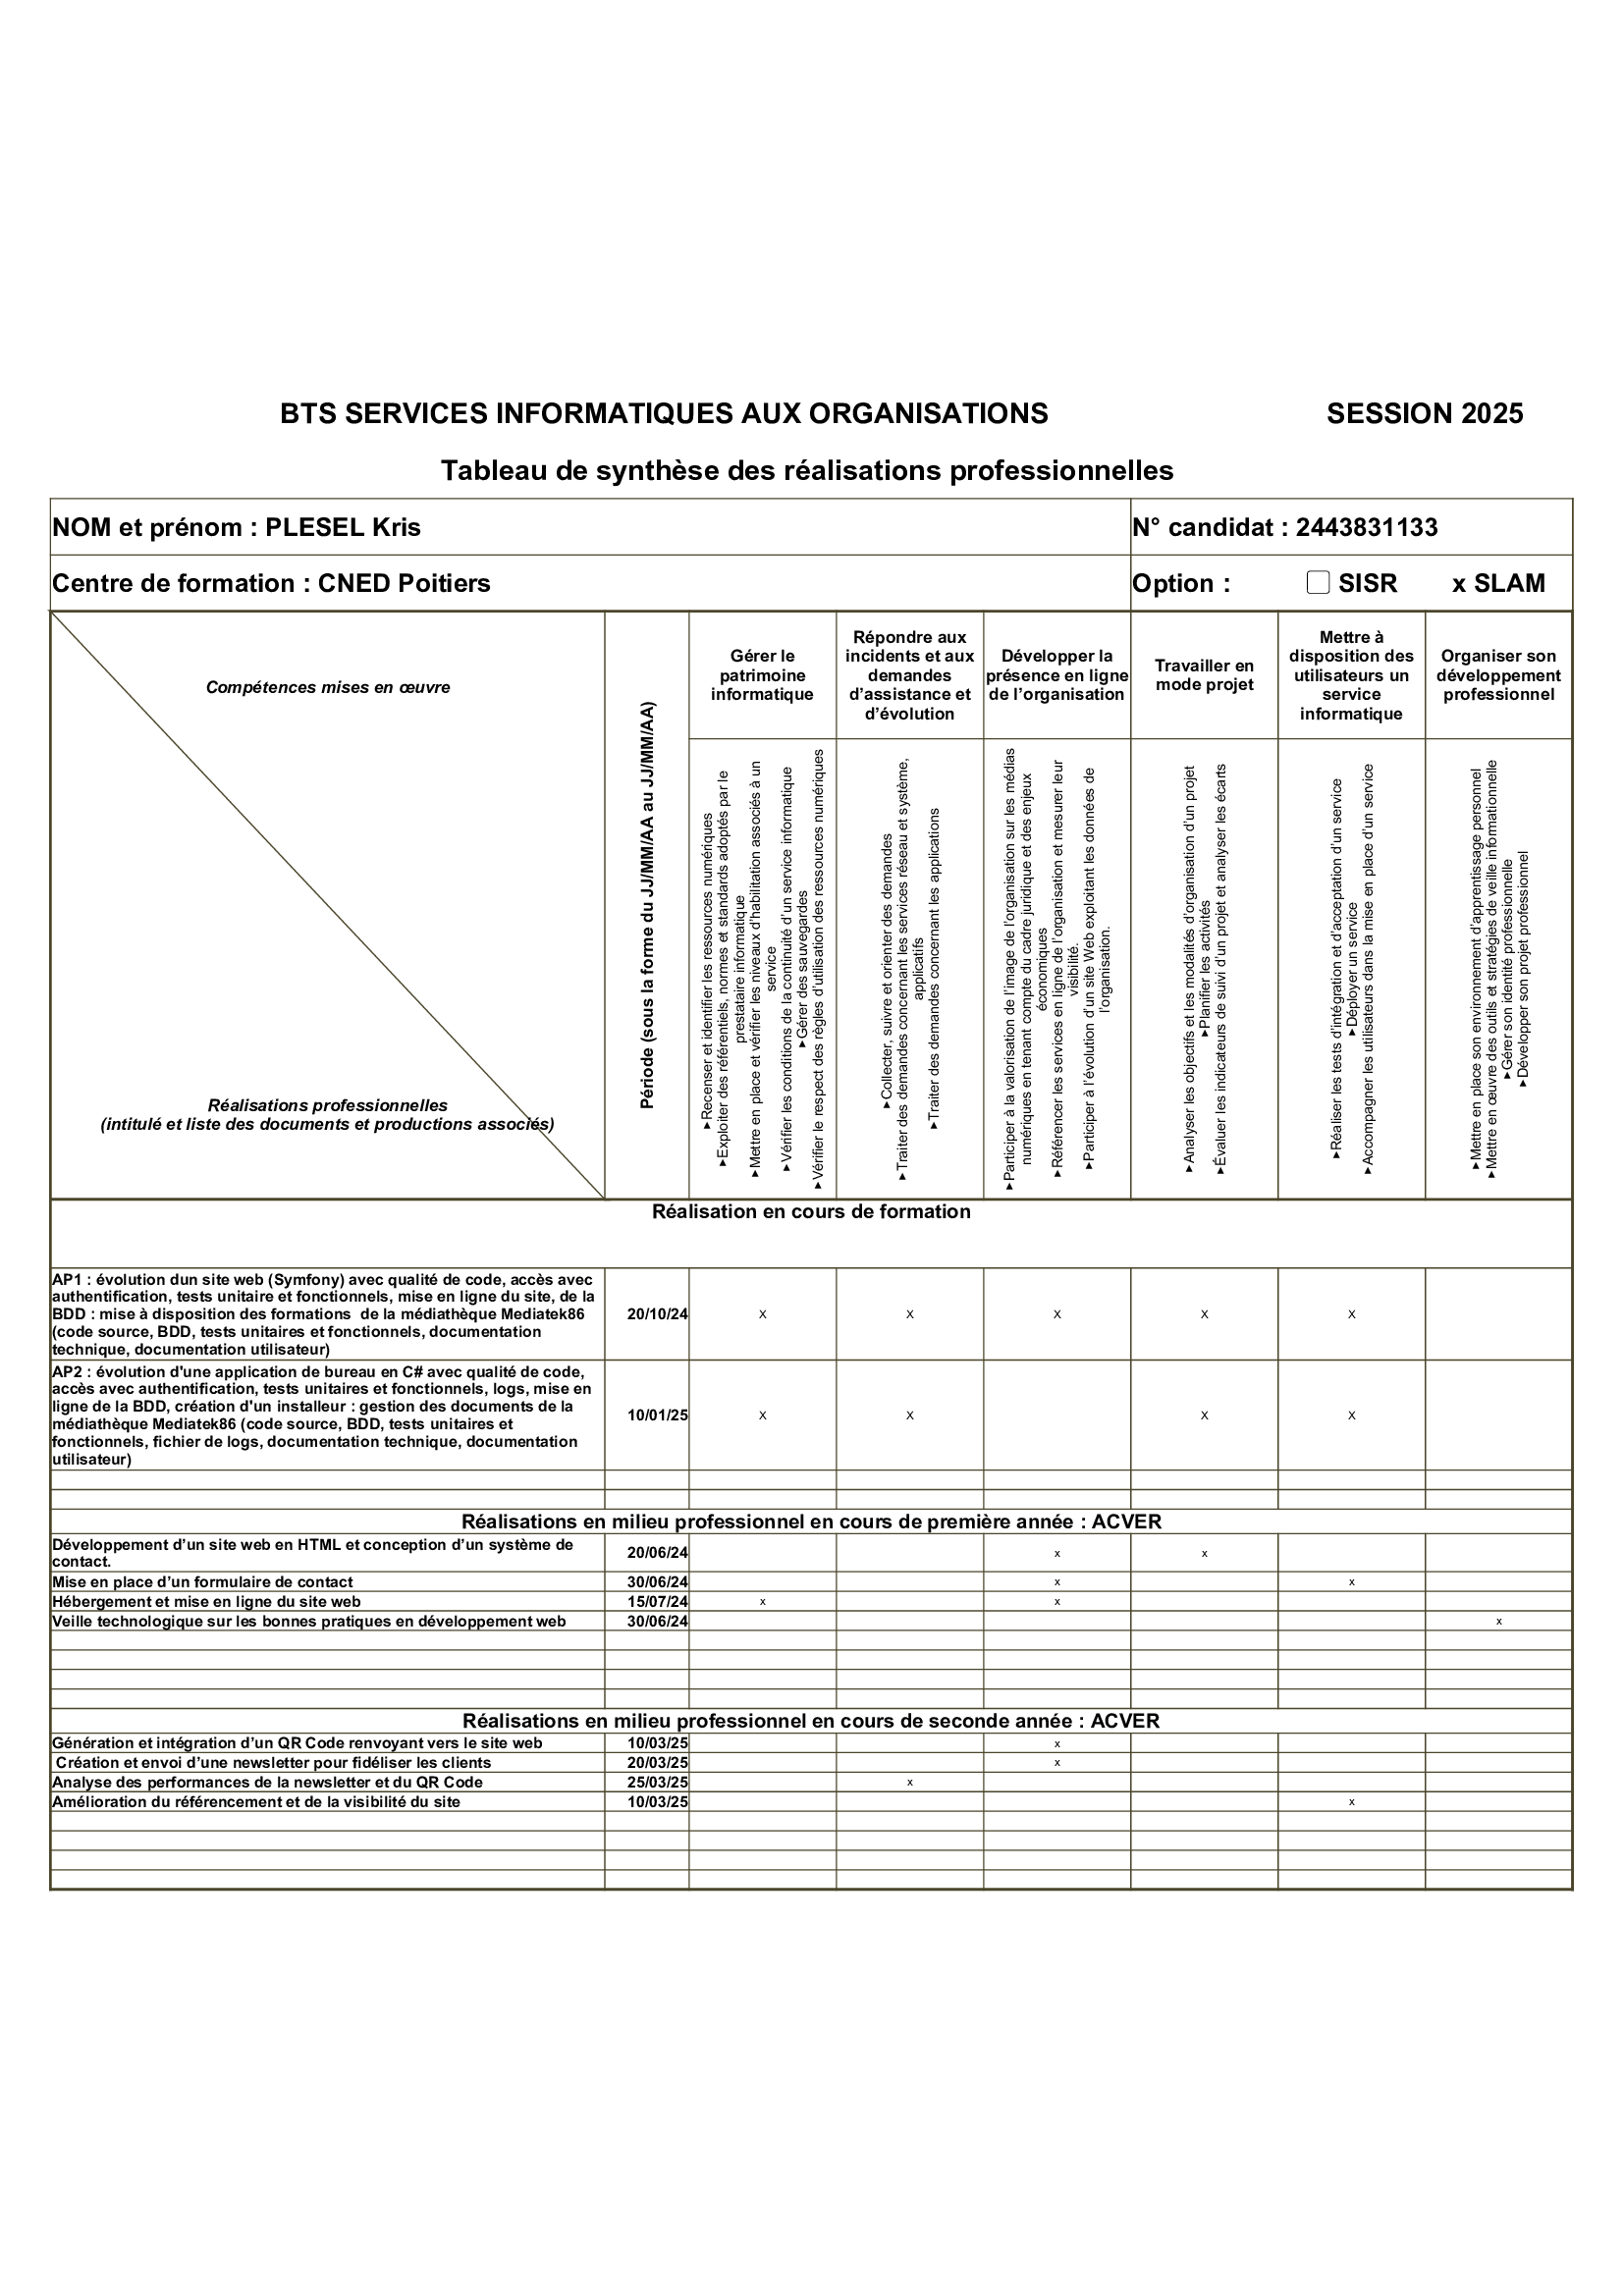 BTS SERVICES INFORMATIQUES AUX ORGANISATIONS SESSION 2025
Tableau de synthèse des réalisations professionnelles
NOM et prénom : PLESEL Kris N° candidat : 2443831133
Centre de formation : CNED Poitiers Option : SISR x SLAM
Compétences mises en œuvre
Réalisations professionnelles
(intitulé et liste des documents et productions associés)
Période (sous la forme du JJ/MM/AA au JJ/MM/AA)
Gérer le
patrimoine
informatique
Répondre aux
incidents et aux
demandes
d’assistance et
d’évolution
Développer la
présence en ligne
de l’organisation
Travailler en
mode projet
Mettre à
disposition des
utilisateurs un
service
informatique
Organiser son
développement
professionnel
►Recenser et identifier les ressources numériques
►Exploiter des référentiels, normes et standards adoptés par le
prestataire informatique
►Mettre en place et vérifier les niveaux d’habilitation associés à un
service
►Vérifier les conditions de la continuité d’un service informatique
►Gérer des sauvegardes
►Vérifier le respect des règles d’utilisation des ressources numériques
►Collecter, suivre et orienter des demandes
►Traiter des demandes concernant les services réseau et système,
applicatifs
►Traiter des demandes concernant les applications
►Participer à la valorisation de l’image de l’organisation sur les médias
numériques en tenant compte du cadre juridique et des enjeux
économiques
►Référencer les services en ligne de l’organisation et mesurer leur
visibilité.
►Participer à l’évolution d’un site Web exploitant les données de
l’organisation.
►Analyser les objectifs et les modalités d’organisation d’un projet
►Planifier les activités
►Évaluer les indicateurs de suivi d’un projet et analyser les écarts
►Réaliser les tests d’intégration et d’acceptation d’un service
►Déployer un service
►Accompagner les utilisateurs dans la mise en place d’un service
►Mettre en place son environnement d’apprentissage personnel
►Mettre en œuvre des outils et stratégies de veille informationnelle
►Gérer son identité professionnelle
►Développer son projet professionnel
Réalisation en cours de formation
AP1 : évolution dun site web (Symfony) avec qualité de code, accès avec
authentification, tests unitaire et fonctionnels, mise en ligne du site, de la
BDD : mise à disposition des formations de la médiathèque Mediatek86
(code source, BDD, tests unitaires et fonctionnels, documentation
technique, documentation utilisateur)
20/10/24 X X X X X
AP2 : évolution d'une application de bureau en C# avec qualité de code,
accès avec authentification, tests unitaires et fonctionnels, logs, mise en
ligne de la BDD, création d'un installeur : gestion des documents de la
médiathèque Mediatek86 (code source, BDD, tests unitaires et
fonctionnels, fichier de logs, documentation technique, documentation
utilisateur)
10/01/25 X X X X
Réalisations en milieu professionnel en cours de première année : ACVER
Développement d’un site web en HTML et conception d’un système de
contact.
20/06/24 x x
Mise en place d’un formulaire de contact 30/06/24 x x
Hébergement et mise en ligne du site web 15/07/24 x x
Veille technologique sur les bonnes pratiques en développement web 30/06/24 x
Réalisations en milieu professionnel en cours de seconde année : ACVER
Génération et intégration d’un QR Code renvoyant vers le site web 10/03/25 x
Création et envoi d’une newsletter pour fidéliser les clients 20/03/25 x
Analyse des performances de la newsletter et du QR Code 25/03/25 x
Amélioration du référencement et de la visibilité du site 10/03/25 x